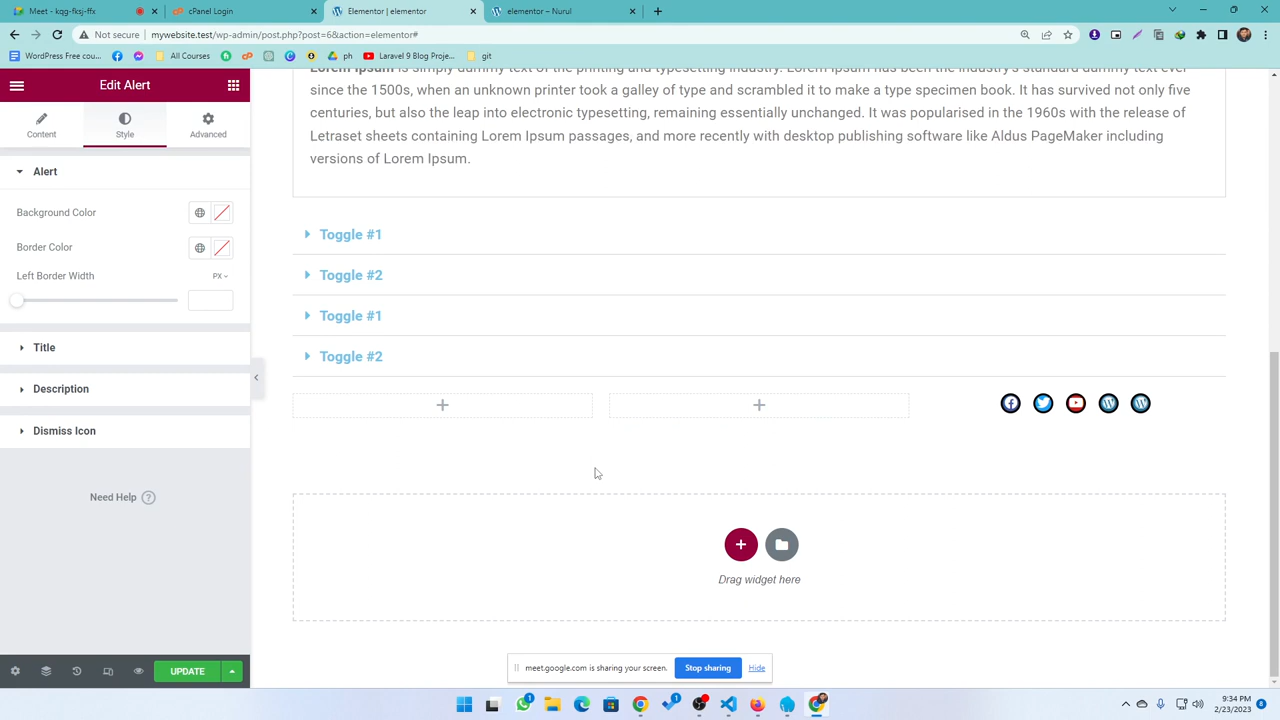 Meet - kqg-fksx-fxj
cPanel Login
Elementor | elementor
elementor – Nurul
Not secure
mywebsite.test/wp-admin/post.php?post=6&action=elementor#
WordPress Free cou...
All Courses
ph
Laravel 9 Blog Proje...
git
Edit Alert
Content
Style
Advanced
Alert
Background Color
Border Color
Left Border Width
PX
Title
Description
Dismiss Icon
Need Help ?
UPDATE
Lorem Ipsum is simply dummy text of the printing and typesetting industry. Lorem Ipsum has been the industry's standard dummy text ever
since the 1500s, when an unknown printer took a galley of type and scrambled it to make a type specimen book. It has survived not only five
centuries, but also the leap into electronic typesetting, remaining essentially unchanged. It was popularised in the 1960s with the release of
Letraset sheets containing Lorem Ipsum passages, and more recently with desktop publishing software like Aldus PageMaker including
versions of Lorem Ipsum.
Toggle #1
Toggle #2
Toggle #1
Toggle #2
Drag widget here
meet.google.com is sharing your screen.
Stop sharing
Hide
9:34 PM
2/23/2023